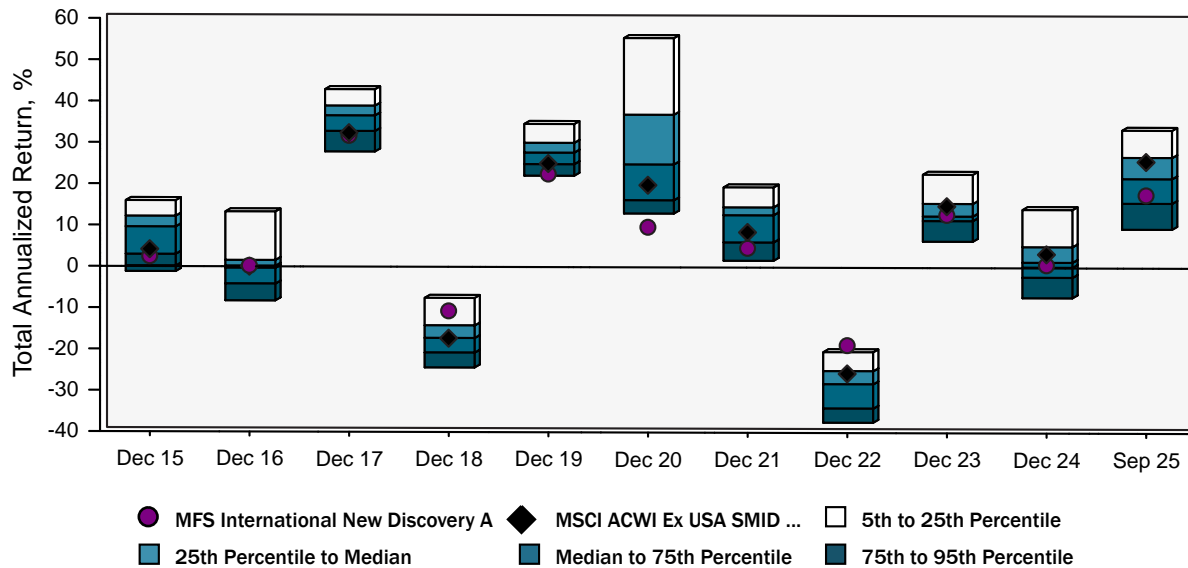 60
50
40
30
20
10
0
-10
-20
-30
-40
Total Annualized Return, %
Dec 15 Dec 16 Dec 17 Dec 18 Dec 19 Dec 20 Dec 21 Dec 22 Dec 23 Dec 24 Sep 25
MFS International New Discovery A MSCI ACWI Ex USA SMID ... 5th to 25th Percentile
25th Percentile to Median Median to 75th Percentile 75th to 95th Percentile